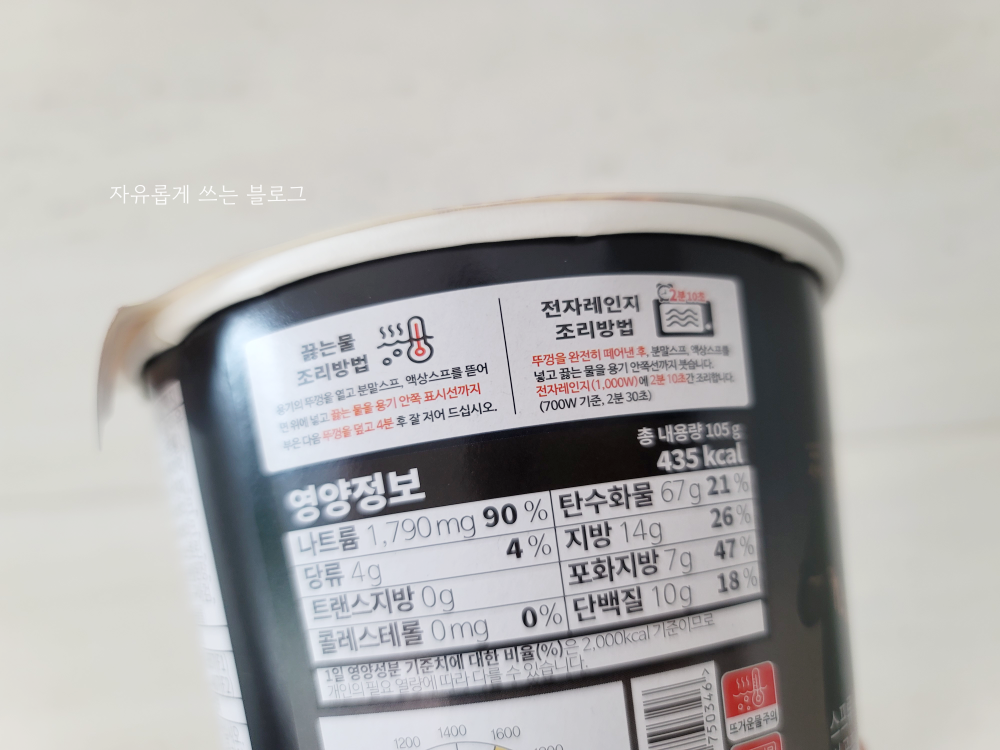 자유롭게 쓰는 블로그
끓는물
조리방법
용기의 뚜껑을 열고 분말스프, 액상스프를 뜯어
면 위에 넣고 끓는 물을 용기 안쪽 표시선까지
부은 다음 뚜껑을 덮고 4분 후 잘 저어 드십시오.
전자레인지
조리방법
2분10초
뚜껑을 완전히 떼어낸 후, 분말스프, 액상스프를
넣고 끓는 물을 용기 안쪽선까지 붓습니다.
전자레인지(1,000W)에 2분 10초간 조리합니다.
(700W 기준, 2분 30초)
총 내용량 105 g
435 kcal
영양정보
나트륨 1,790mg 90 %
탄수화물 67g 21 %
당류 4g 4 %
지방 14g 26 %
트랜스지방 0g
포화지방 7g 47 %
콜레스테롤 0mg 0 %
단백질 10g 18 %
1일 영양성분 기준치에 대한 비율(%)은 2,000kcal 기준이므로
개인의 필요 열량에 따라 다를 수 있습니다.
1200 1400 1600
750346
뜨거운물주의